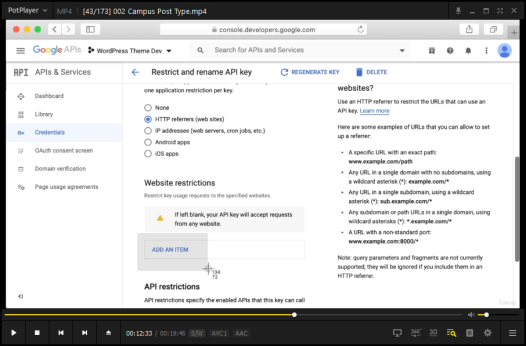 PotPlayer MP4 [43/173] 002 Campus Post Type.mp4
console.developers.google.com
Google APIs WordPress Theme Dev Search for APIs and Services
API APIs & Services Restrict and rename API key REGENERATE KEY DELETE
Dashboard
Library
Credentials
OAuth consent screen
Domain verification
Page usage agreements
one application restriction per key.
None
HTTP referrers (web sites)
IP addresses (web servers, cron jobs, etc.)
Android apps
iOS apps
Website restrictions
Restrict key usage requests to the specified websites.
If left blank, your API key will accept requests
from any website.
ADD AN ITEM
134
72
API restrictions
API restrictions specify the enabled APIs that this key can call
websites?
Use an HTTP referrer to restrict the URLs that can use an
API key. Learn more
Here are some examples of URLs that you can allow to
set up a referrer:
• A specific URL with an exact path:
www.example.com/path
• Any URL in a single domain with no subdomains, using
a wildcard asterisk (*): example.com/*
• Any URL in a single subdomain, using a wildcard
asterisk (*): sub.example.com/*
• Any subdomain or path URLs in a single domain, using
wildcard asterisks (*): *.example.com/*
• A URL with a non-standard port:
www.example.com:8000/*
Note: query parameters and fragments are not currently
supported; they will be ignored if you include them in an
HTTP referrer.
00:12:33 / 00:19:46 S/W AVC1 AAC
360° 3D